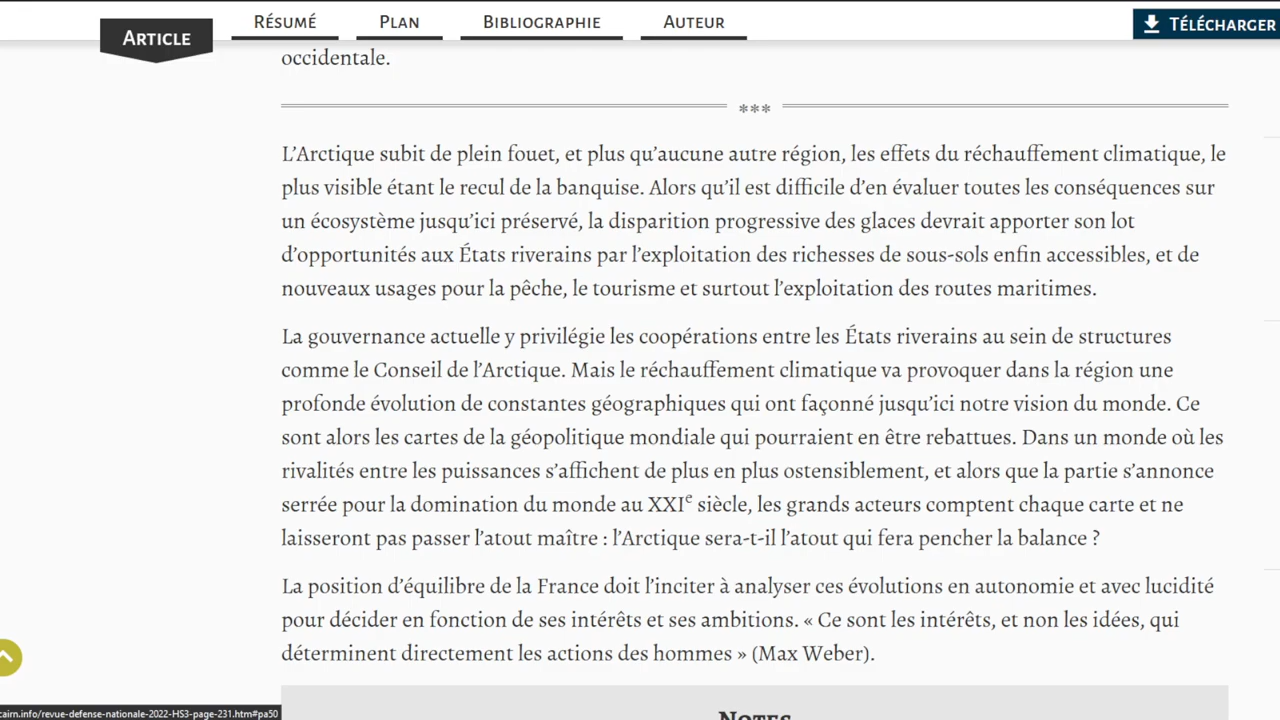 ARTICLE
RÉSUMÉ
PLAN
BIBLIOGRAPHIE
AUTEUR
TÉLÉCHARGER
occidentale.
***
L’Arctique subit de plein fouet, et plus qu’aucune autre région, les effets du réchauffement climatique, le
plus visible étant le recul de la banquise. Alors qu’il est difficile d’en évaluer toutes les conséquences sur
un écosystème jusqu’ici préservé, la disparition progressive des glaces devrait apporter son lot
d’opportunités aux États riverains par l’exploitation des richesses de sous-sols enfin accessibles, et de
nouveaux usages pour la pêche, le tourisme et surtout l’exploitation des routes maritimes.
La gouvernance actuelle y privilégie les coopérations entre les États riverains au sein de structures
comme le Conseil de l’Arctique. Mais le réchauffement climatique va provoquer dans la région une
profonde évolution de constantes géographiques qui ont façonné jusqu’ici notre vision du monde. Ce
sont alors les cartes de la géopolitique mondiale qui pourraient en être rebattues. Dans un monde où les
rivalités entre les puissances s’affichent de plus en plus ostensiblement, et alors que la partie s’annonce
serrée pour la domination du monde au XXIe siècle, les grands acteurs comptent chaque carte et ne
laisseront pas passer l’atout maître : l’Arctique sera-t-il l’atout qui fera pencher la balance ?
La position d’équilibre de la France doit l’inciter à analyser ces évolutions en autonomie et avec lucidité
pour décider en fonction de ses intérêts et ses ambitions. « Ce sont les intérêts, et non les idées, qui
déterminent directement les actions des hommes » (Max Weber).
NOTES
cairn.info/revue-defense-nationale-2022-HS3-page-231.htm#pa50